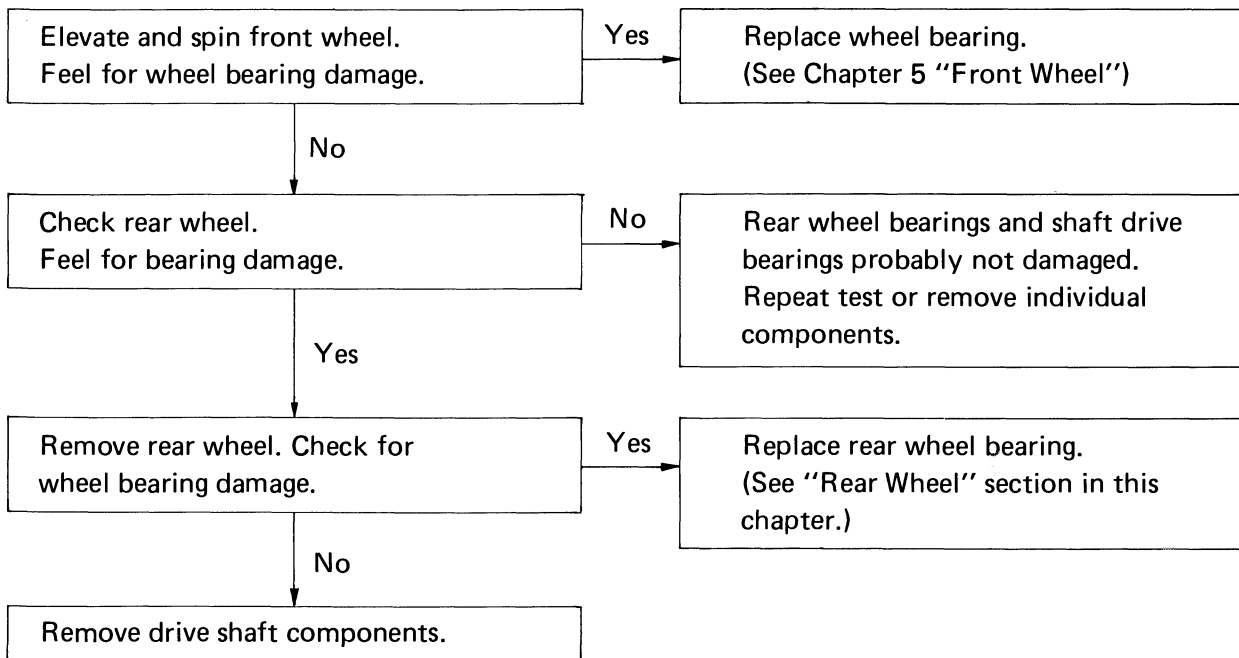 Elevate and spin front wheel.
Feel for wheel bearing damage.
Yes
Replace wheel bearing.
(See Chapter 5 "Front Wheel")
No
Check rear wheel.
Feel for bearing damage.
No
Rear wheel bearings and shaft drive
bearings probably not damaged.
Repeat test or remove individual
components.
Yes
Remove rear wheel. Check for
wheel bearing damage.
Yes
Replace rear wheel bearing.
(See "Rear Wheel" section in this
chapter.)
No
Remove drive shaft components.